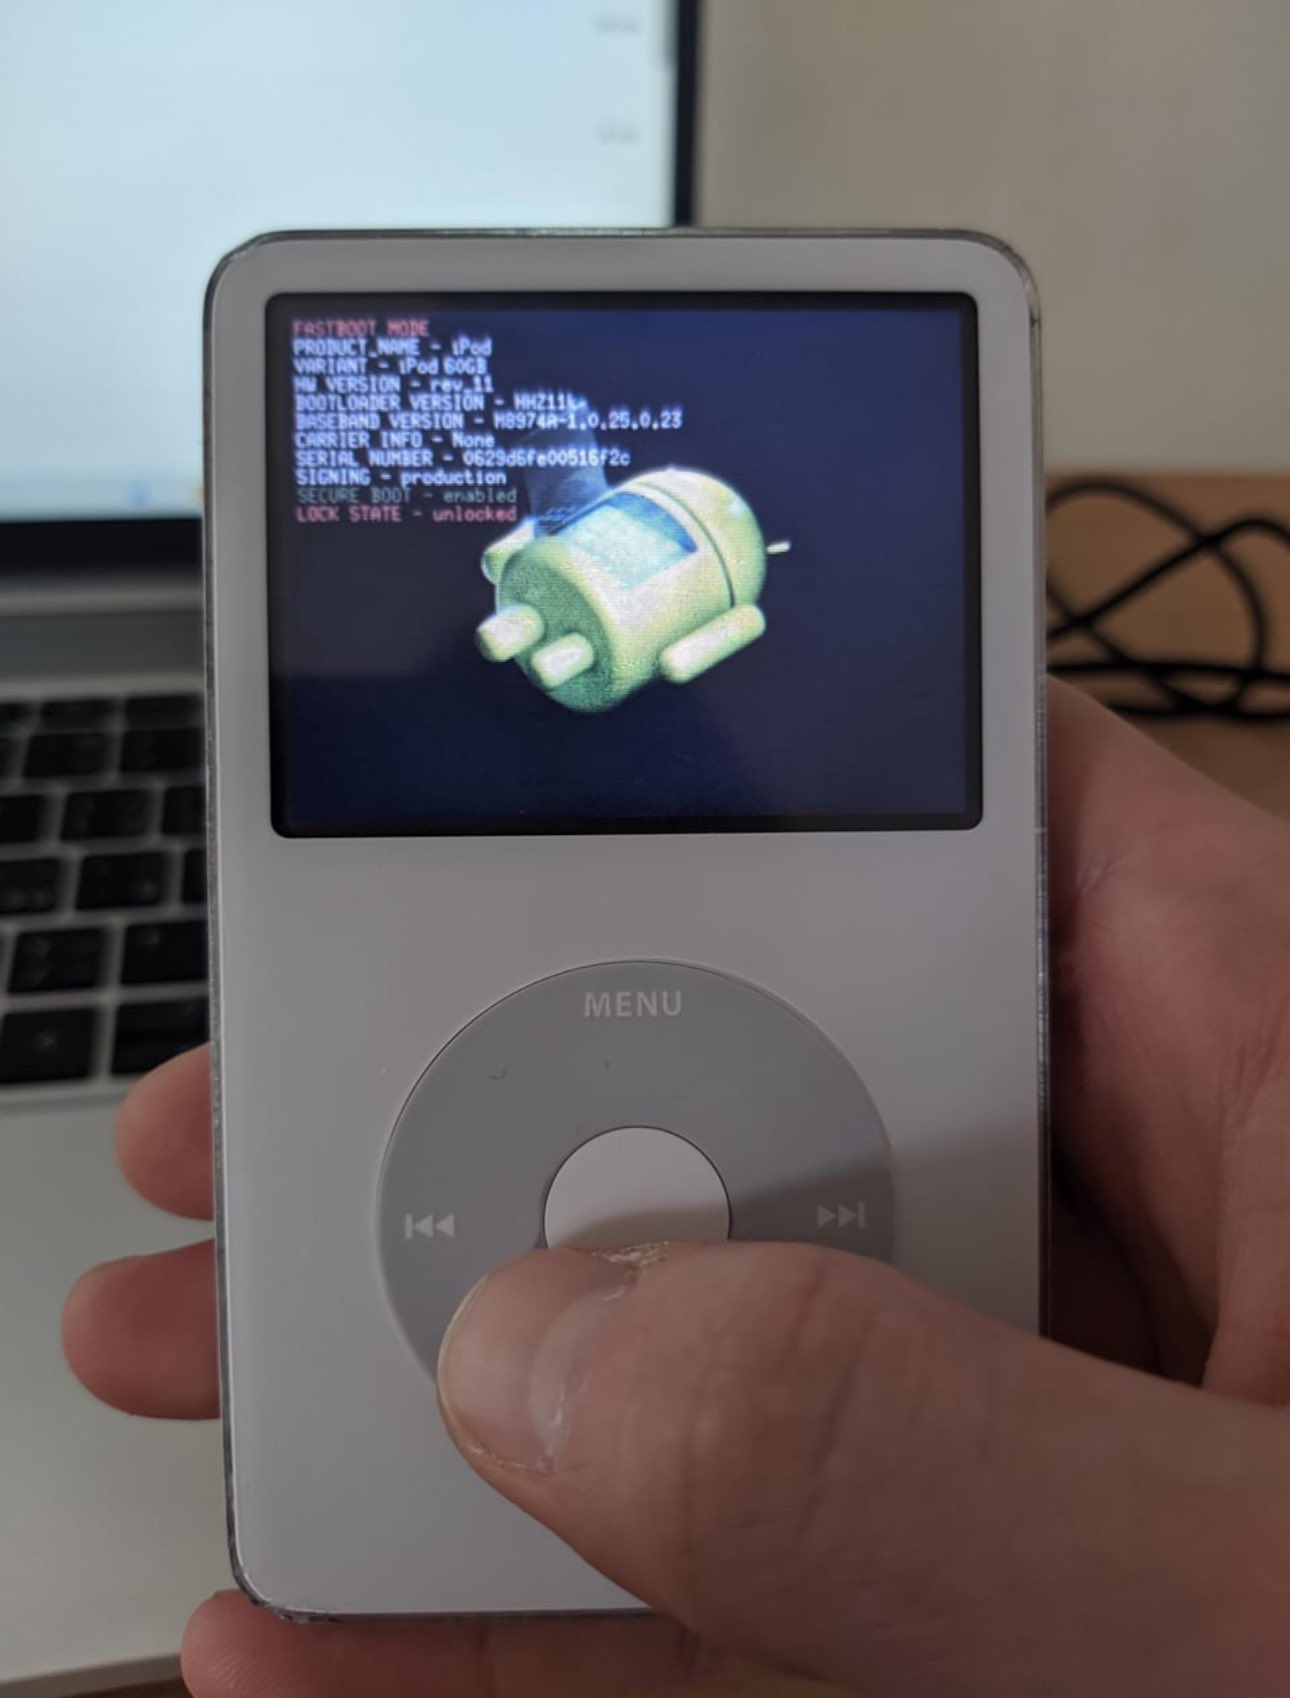 FASTBOOT MODE
PRODUCT_NAME - iPod
VARIANT - iPod 60GB
HW VERSION - rev_11
BOOTLOADER VERSION -
BASEBAND VERSION - M8974A-1.0.25.0.23
CARRIER INFO - None
SERIAL NUMBER - 0629d6fe00516f2c
SIGNING - production
SECURE BOOT - enabled
LOCK STATE - unlocked
MENU